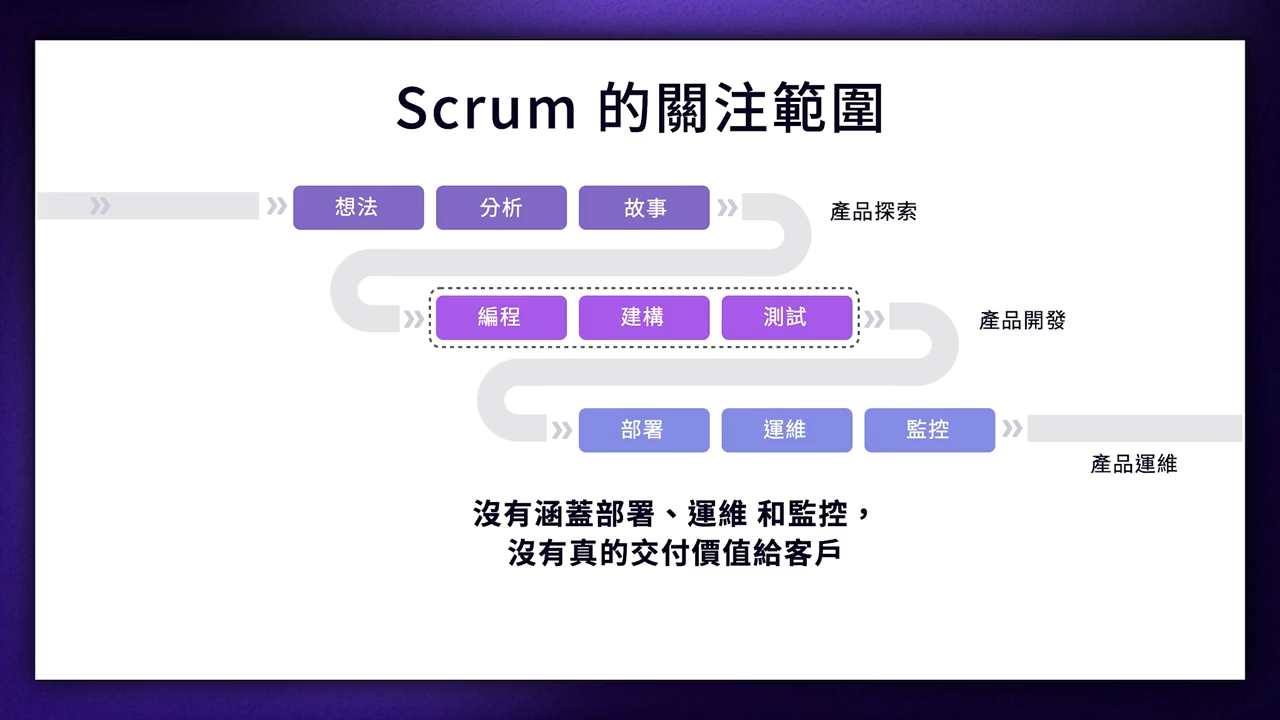 Scrum 的關注範圍
想法 分析 故事 產品探索
編程 建構 測試 產品開發
部署 運維 監控
產品運維
沒有涵蓋部署、運維 和監控，
沒有真的交付價值給客戶